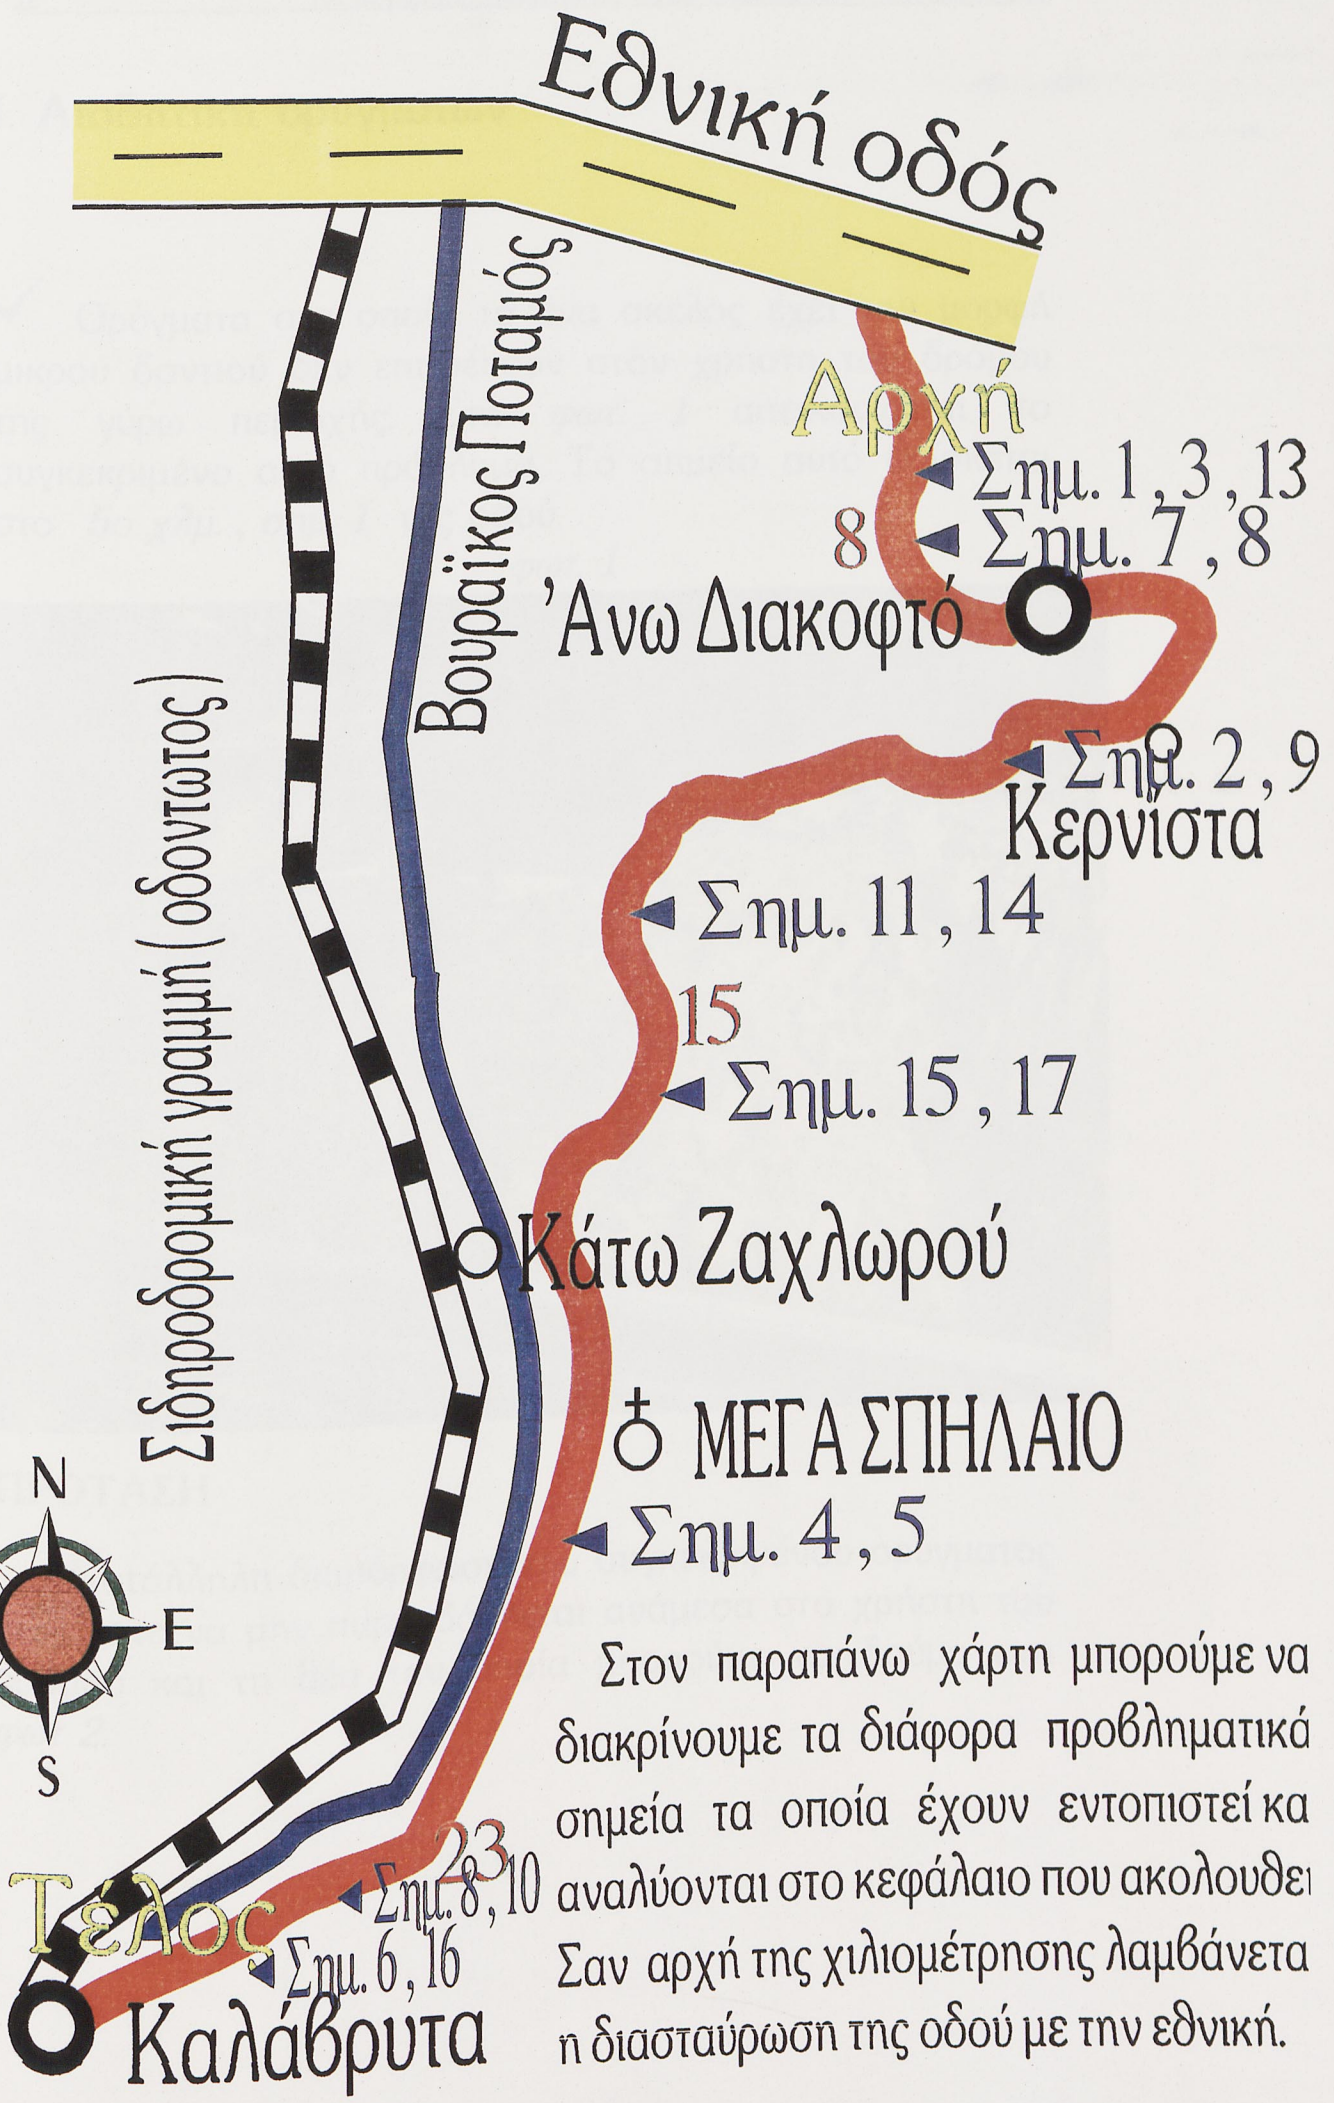 Εθνική οδός
Βουραϊκος Ποταμός
Αρχή
Σημ. 1 , 3 , 13
8
Σημ. 7 , 8
Άνω Διακοφτό
Σημ. 2 , 9
Κερνίστα
Σιδηροδρομική γραμμή ( οδοντωτος )
Σημ. 11 , 14
15
Σημ. 15 , 17
Κάτω Ζαχλωρού
ΜΕΓΑ ΣΠΗΛΑΙΟ
Σημ. 4 , 5
N
E
S
Στον παραπάνω χάρτη μπορούμε να
διακρίνουμε τα διάφορα προβληματικά
σημεία τα οποία έχουν εντοπιστεί κα
αναλύονται στο κεφάλαιο που ακολουθει
Σαν αρχή της χιλιομέτρησης λαμβάνετα
η διασταύρωση της οδού με την εθνική.
23
Σημ. 8 , 10
Τέλος
Σημ. 6 , 16
Καλάβρυτα